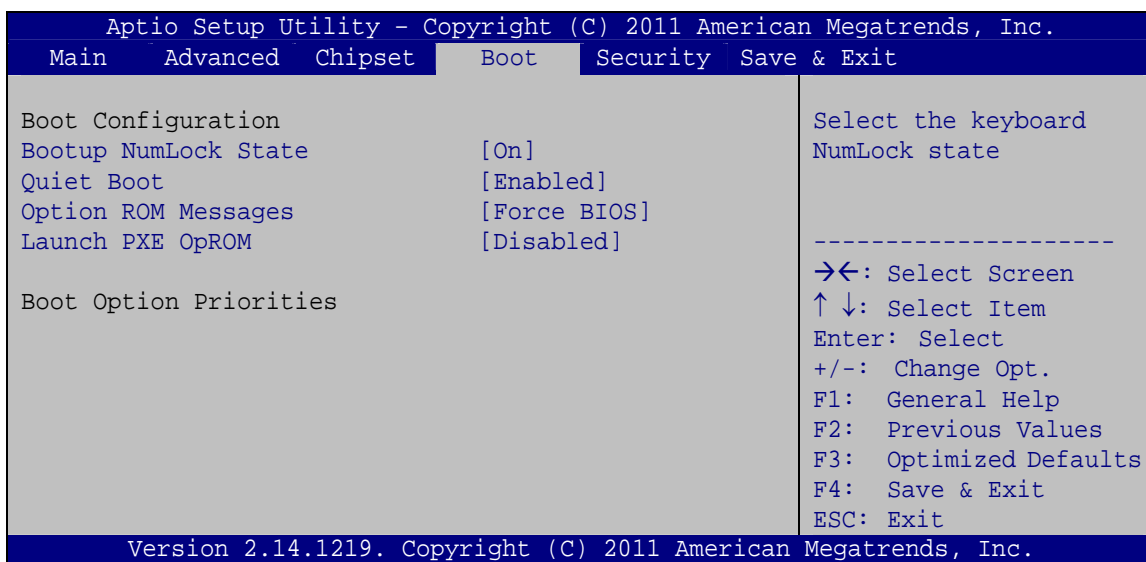 Aptio Setup Utility – Copyright (C) 2011 American Megatrends, Inc.
Main Advanced Chipset Boot Security Save & Exit
Boot Configuration
Bootup NumLock State [On]
Quiet Boot [Enabled]
Option ROM Messages [Force BIOS]
Launch PXE OpROM [Disabled]
Boot Option Priorities
Select the keyboard
NumLock state
---------------------
→←: Select Screen
↑ ↓: Select Item
Enter: Select
+/-: Change Opt.
F1: General Help
F2: Previous Values
F3: Optimized Defaults
F4: Save & Exit
ESC: Exit
Version 2.14.1219. Copyright (C) 2011 American Megatrends, Inc.